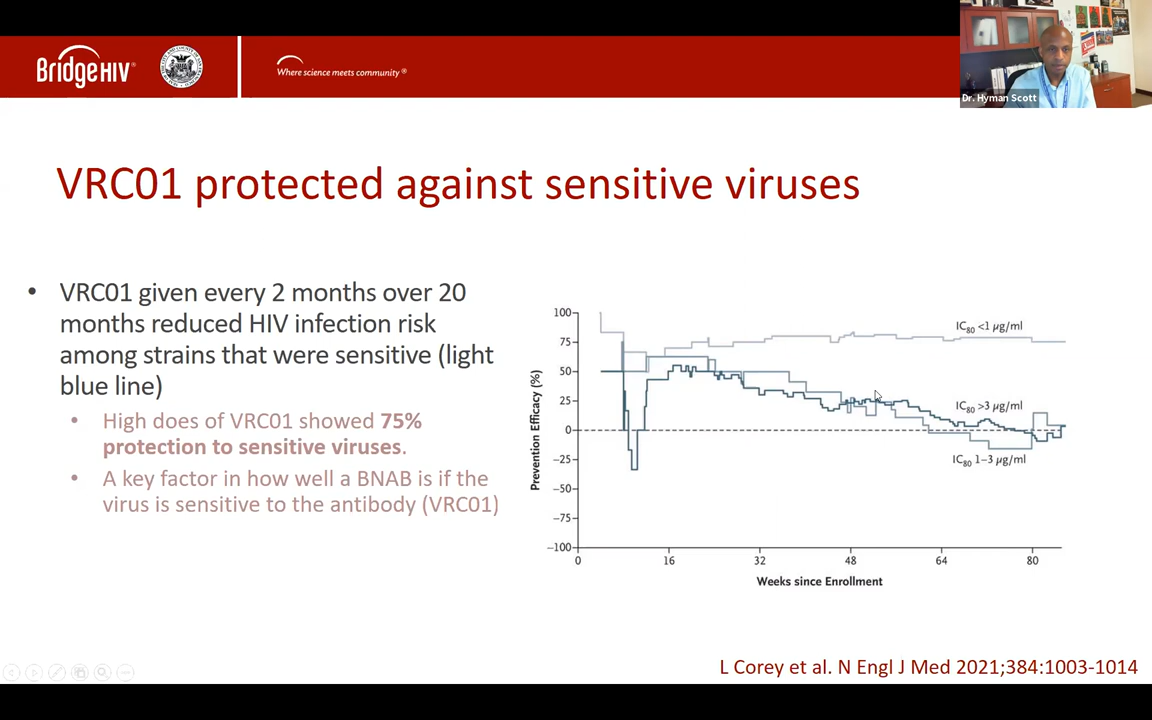 BridgeHIV®
Where science meets community®
Dr. Hyman Scott
VRC01 protected against sensitive viruses
• VRC01 given every 2 months over 20
months reduced HIV infection risk
among strains that were sensitive (light
blue line)
• High does of VRC01 showed 75%
protection to sensitive viruses.
• A key factor in how well a BNAB is if the
virus is sensitive to the antibody (VRC01)
Prevention Efficacy (%)
100
75
50
25
0
−25
−50
−75
−100
IC80 <1 µg/ml
IC80 >3 µg/ml
IC80 1–3 µg/ml
0 16 32 48 64 80
Weeks since Enrollment
L Corey et al. N Engl J Med 2021;384:1003-1014